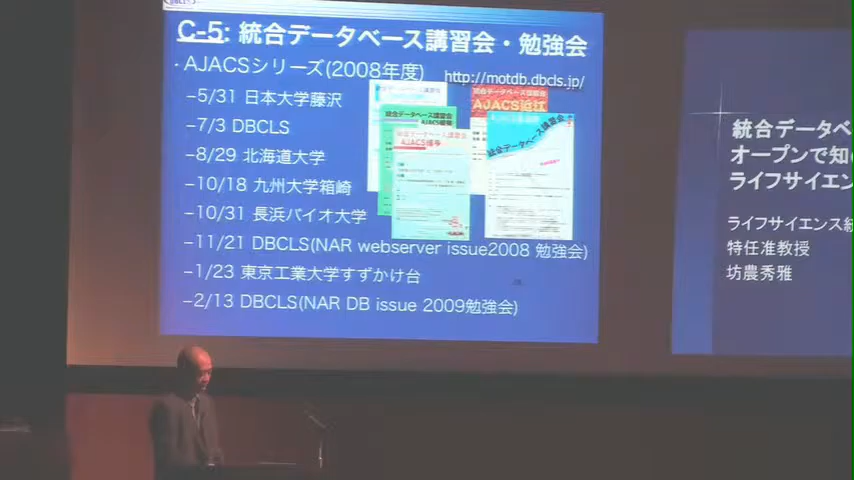 C-5: 統合データベース講習会・勉強会
・AJACSシリーズ(2008年度)
http://motdb.dbcls.jp/
–5/31 日本大学藤沢
–7/3 DBCLS
–8/29 北海道大学
–10/18 九州大学箱崎
–10/31 長浜バイオ大学
–11/21 DBCLS(NAR webserver issue2008 勉強会)
–1/23 東京工業大学すずかけ台
–2/13 DBCLS(NAR DB issue 2009勉強会)
統合データベース講習会
AJACS近江
統合データベース講習会
統合データベース講習会
統合データベ
オープンで知
ライフサイエン
ライフサイエンス統
特任准教授
坊農秀雅